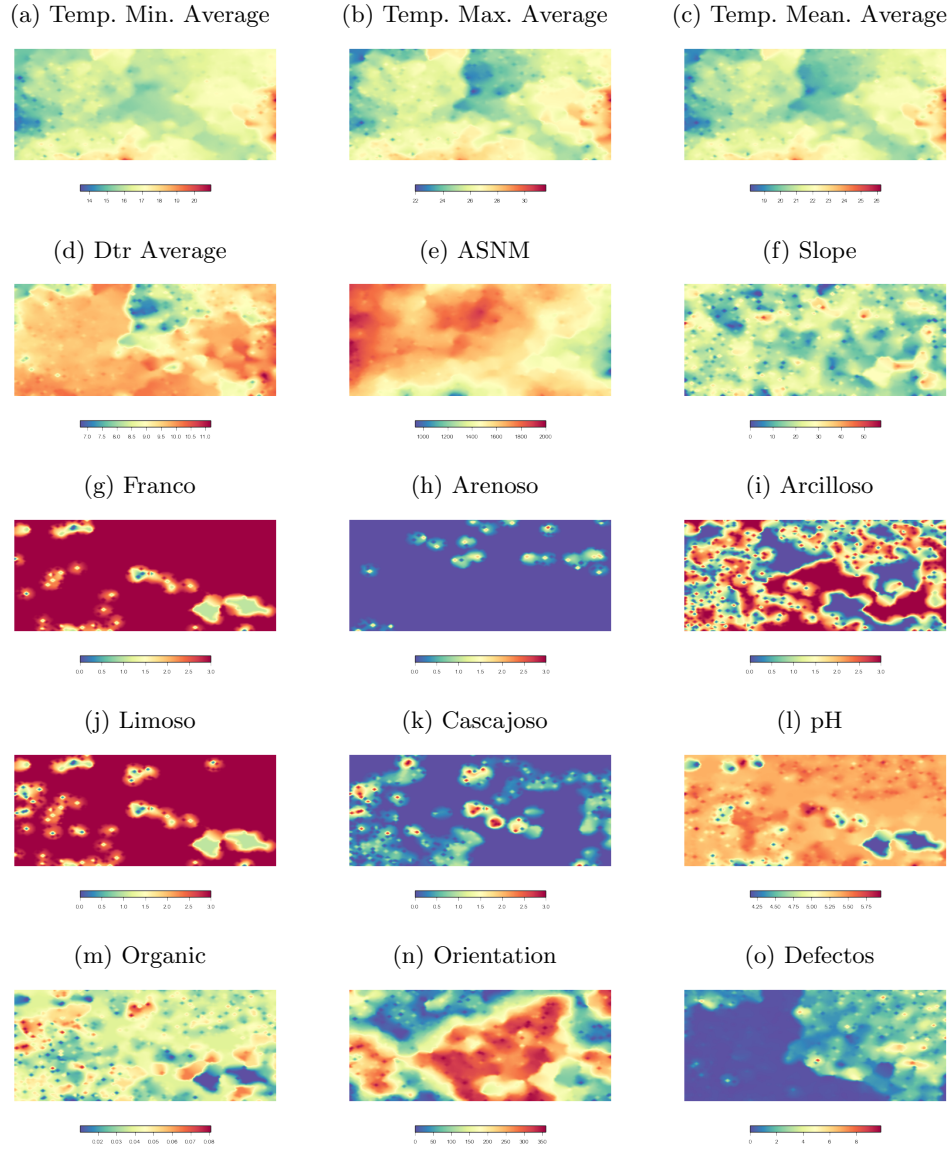 (a) Temp. Min. Average
(b) Temp. Max. Average
(c) Temp. Mean. Average
14 15 16 17 18 19 20
22 24 26 28 30
19 20 21 22 23 24 25 26
(d) Dtr Average
(e) ASNM
(f) Slope
7.0 7.5 8.0 8.5 9.0 9.5 10.0 10.5 11.0
1000 1200 1400 1600 1800 2000
0 10 20 30 40 50
(g) Franco
(h) Arenoso
(i) Arcilloso
0.0 0.5 1.0 1.5 2.0 2.5 3.0
0.0 0.5 1.0 1.5 2.0 2.5 3.0
0.0 0.5 1.0 1.5 2.0 2.5 3.0
(j) Limoso
(k) Cascajoso
(l) pH
0.0 0.5 1.0 1.5 2.0 2.5 3.0
0.0 0.5 1.0 1.5 2.0 2.5 3.0
4.25 4.50 4.75 5.00 5.25 5.50 5.75
(m) Organic
(n) Orientation
(o) Defectos
0.02 0.03 0.04 0.05 0.06 0.07 0.08
0 50 100 150 200 250 300 350
0 2 4 6 8